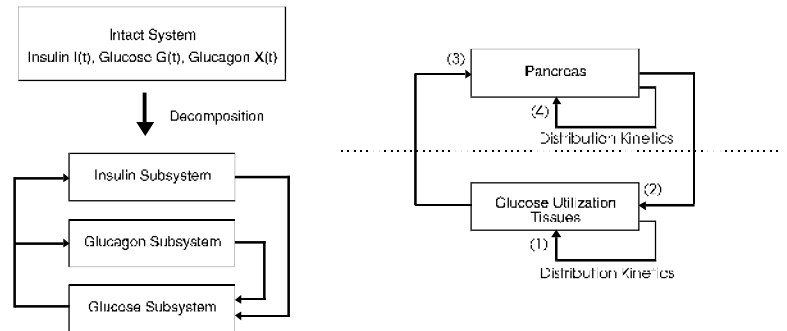 Intact System
Insulin I(t), Glucose G(t), Glucagon X(t)
Decomposition
Insulin Subsystem
Glucagon Subsystem
Glucose Subsystem
(3)
Pancreas
(4)
Distribution Kinetics
(2)
Glucose Utilization
Tissues
(1)
Distribution Kinetics